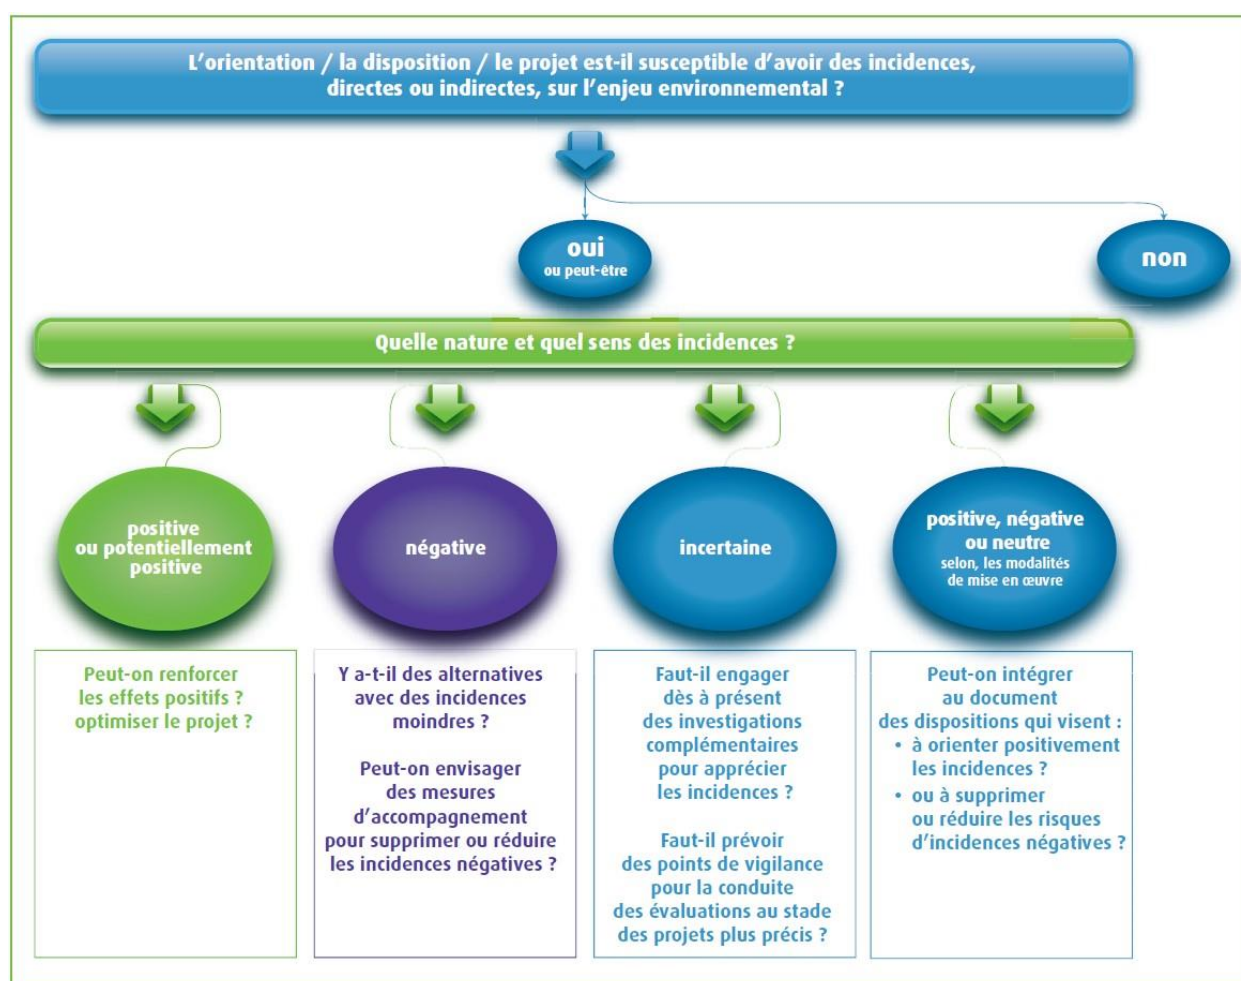 L'orientation / la disposition / le projet est-il susceptible d'avoir des incidences,
directes ou indirectes, sur l'enjeu environnemental ?
oui
ou peut-être
non
Quelle nature et quel sens des incidences ?
positive
ou potentiellement
positive
négative
incertaine
positive, négative
ou neutre
selon, les modalités
de mise en œuvre
Peut-on renforcer
les effets positifs ?
optimiser le projet ?
Y a-t-il des alternatives
avec des incidences
moindres ?
Peut-on envisager
des mesures
d'accompagnement
pour supprimer ou réduire
les incidences négatives ?
Faut-il engager
dès à présent
des investigations
complémentaires
pour apprécier
les incidences ?
Faut-il prévoir
des points de vigilance
pour la conduite
des évaluations au stade
des projets plus précis ?
Peut-on intégrer
au document
des dispositions qui visent :
• à orienter positivement
les incidences ?
• ou à supprimer
ou réduire les risques
d'incidences négatives ?